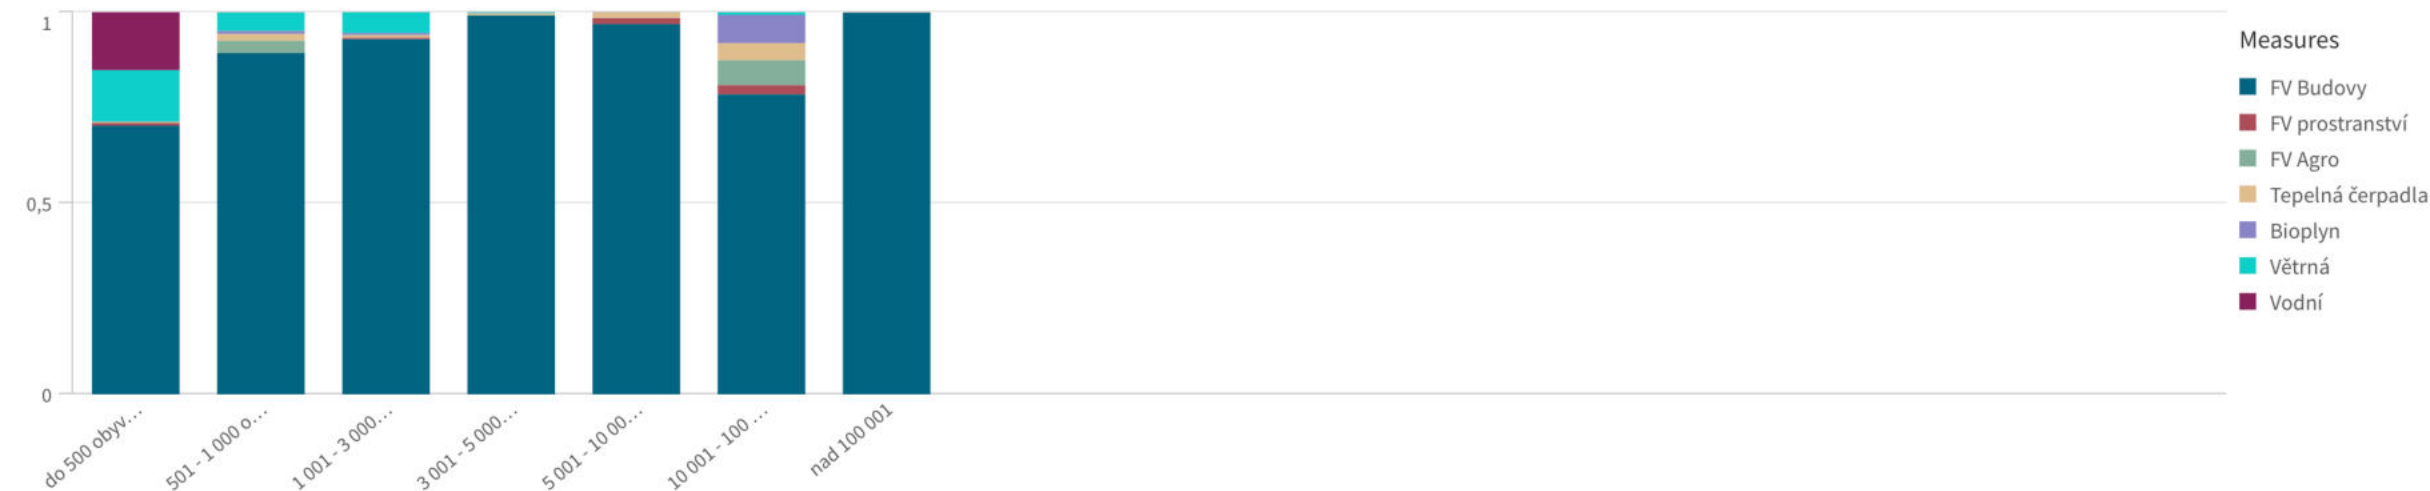 1
0,5
0
do 500 obyv...
501 - 1 000 o...
1 001 - 3 000...
3 001 - 5 000...
5 001 - 10 00...
10 001 - 100 ...
nad 100 001
Measures
FV Budovy
FV prostranství
FV Agro
Tepelná čerpadla
Bioplyn
Větrná
Vodní